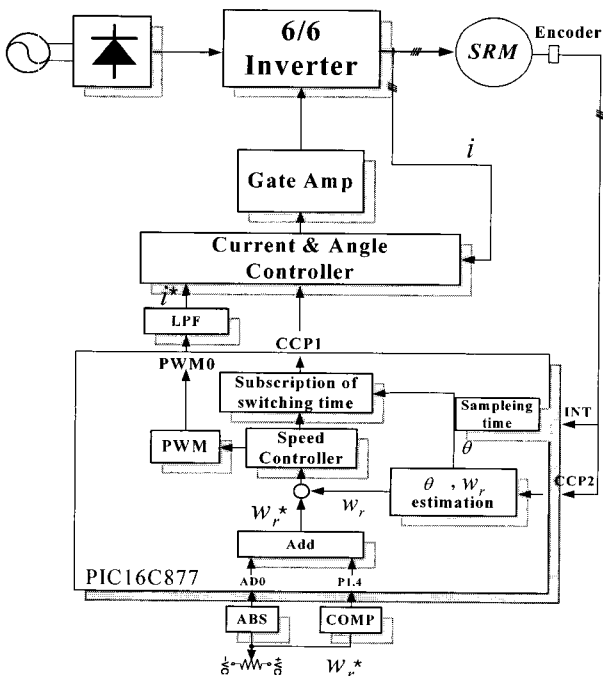 6/6
Inverter
SRM
Encoder
i
Gate Amp
Current & Angle
Controller
i*
LPF
CCP1
PWM0
Subscription of
switching time
Sampleing
time
INT
PWM
Speed
Controller
θ
θ , w_r
estimation
CCP2
w_r
w_r*
Add
PIC16C877
AD0
P1.4
ABS
COMP
w_r*